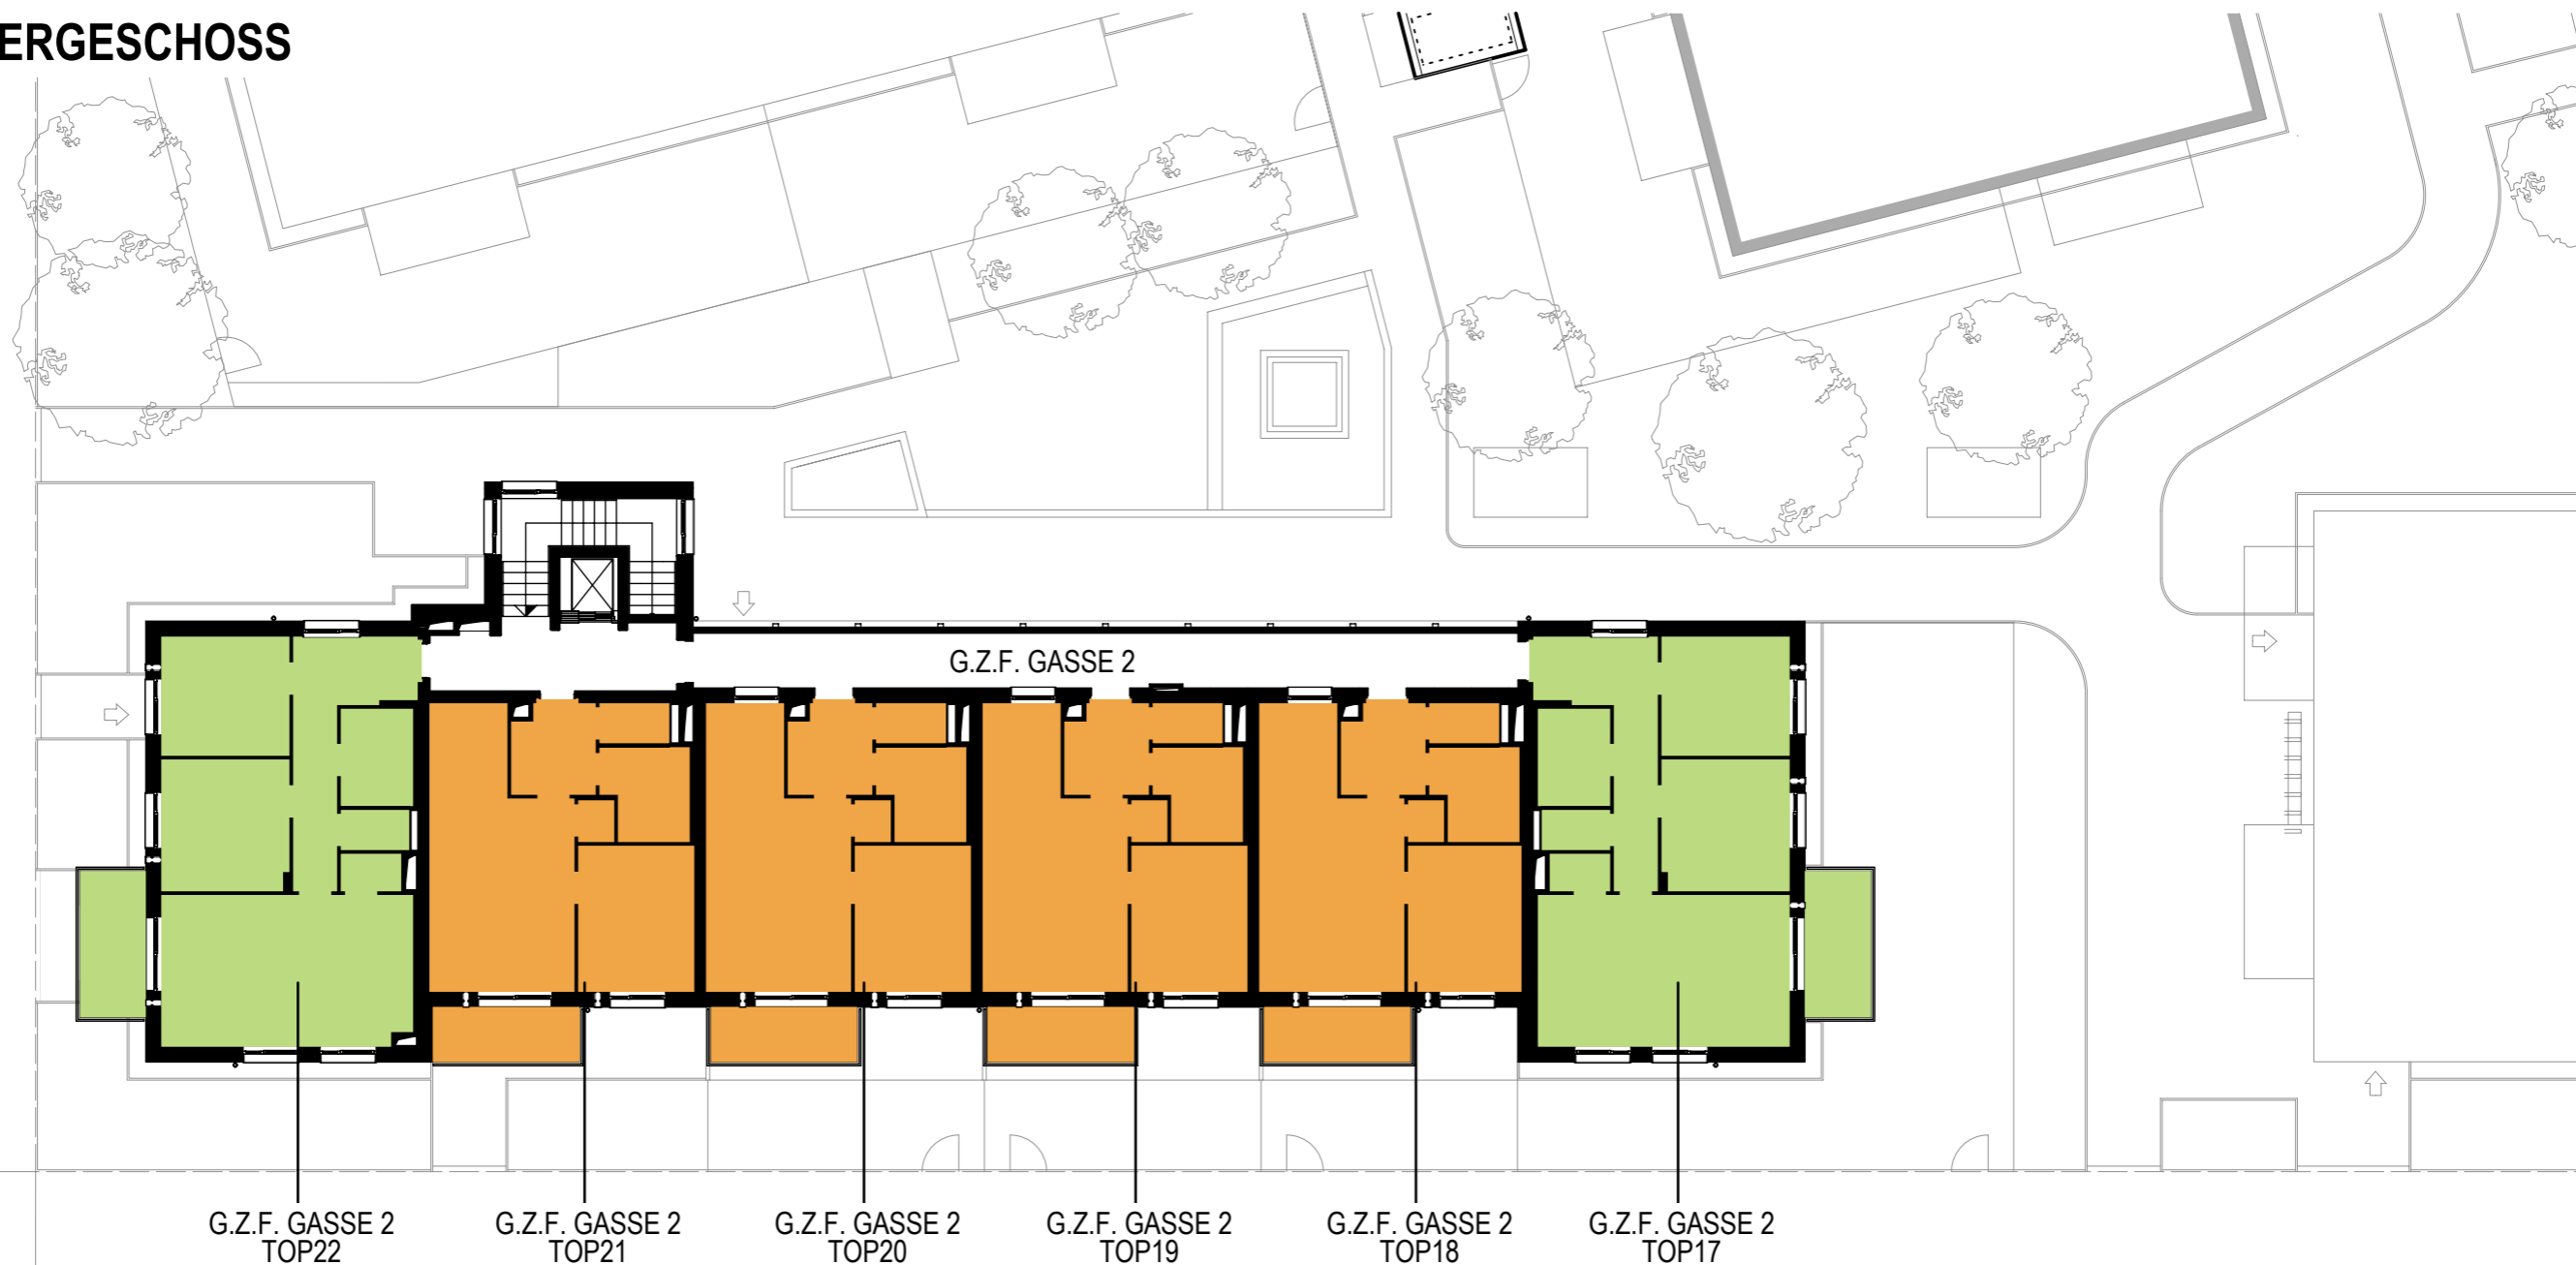 ERGESCHOSS
G.Z.F. GASSE 2
G.Z.F. GASSE 2
TOP22
G.Z.F. GASSE 2
TOP21
G.Z.F. GASSE 2
TOP20
G.Z.F. GASSE 2
TOP19
G.Z.F. GASSE 2
TOP18
G.Z.F. GASSE 2
TOP17